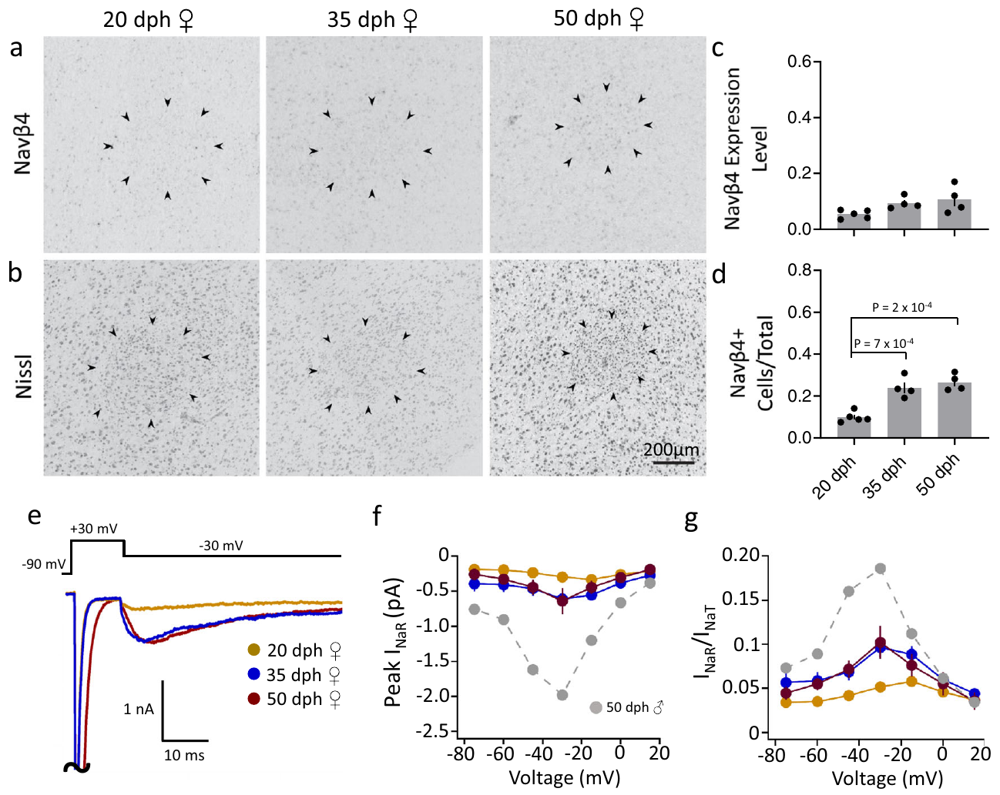 20 dph ♀
35 dph ♀
50 dph ♀
a
Navβ4
b
Nissl
200µm
c
Navβ4 Expression
Level
0.6
0.4
0.2
0.0
d
Navβ4+
Cells/Total
0.8
0.6
0.4
0.2
0.0
P = 2 x 10⁻⁴
P = 7 x 10⁻⁴
20 dph
35 dph
50 dph
e
+30 mV
-90 mV
-30 mV
20 dph ♀
35 dph ♀
50 dph ♀
1 nA
10 ms
f
Peak I_NaR (pA)
0
-0.5
-1.0
-1.5
-2.0
-2.5
50 dph ♂
-80 -60 -40 -20 0 20
Voltage (mV)
g
I_NaR/I_NaT
0.20
0.15
0.1
0.05
0
-80 -60 -40 -20 0 20
Voltage (mV)